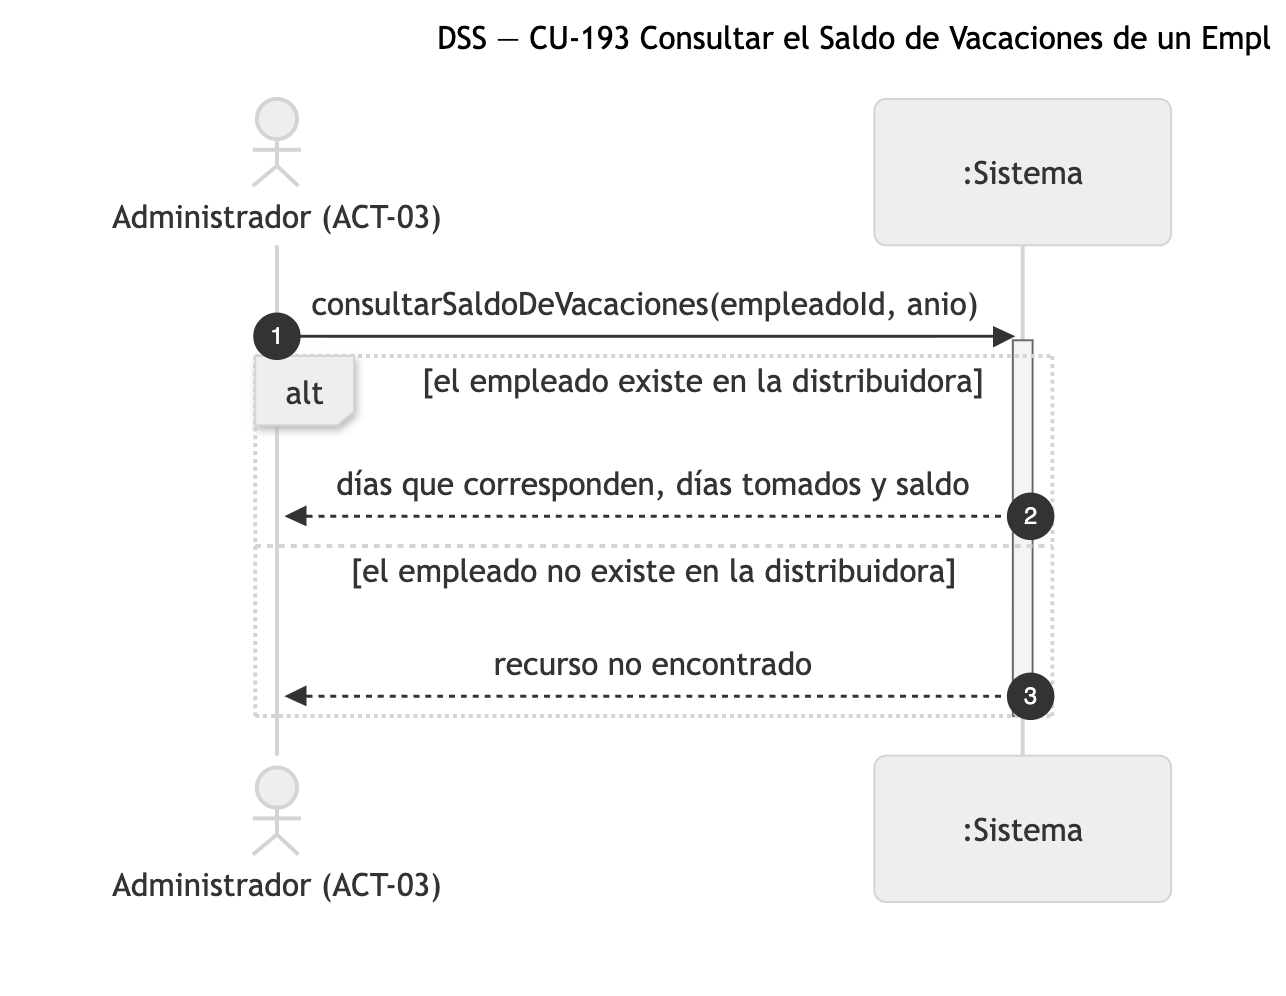 DSS — CU-193 Consultar el Saldo de Vacaciones de un Empl
:Sistema
Administrador (ACT-03)
consultarSaldoDeVacaciones(empleadoId, anio)
1
alt
[el empleado existe en la distribuidora]
días que corresponden, días tomados y saldo
2
[el empleado no existe en la distribuidora]
recurso no encontrado
3
:Sistema
Administrador (ACT-03)